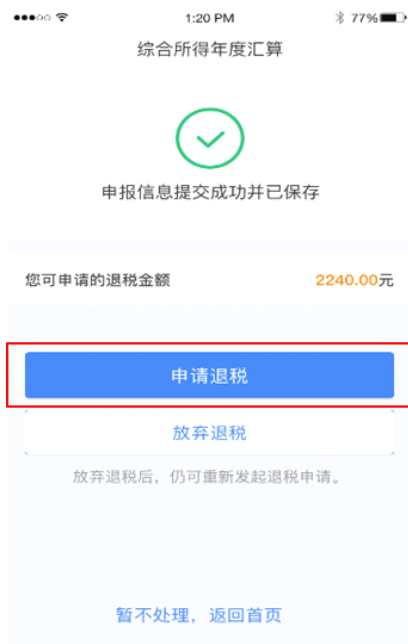 1:20 PM
77%
综合所得年度汇算
申报信息提交成功并已保存
您可申请的退税金额 2240.00元
申请退税
放弃退税
放弃退税后，仍可重新发起退税申请。
暂不处理，返回首页